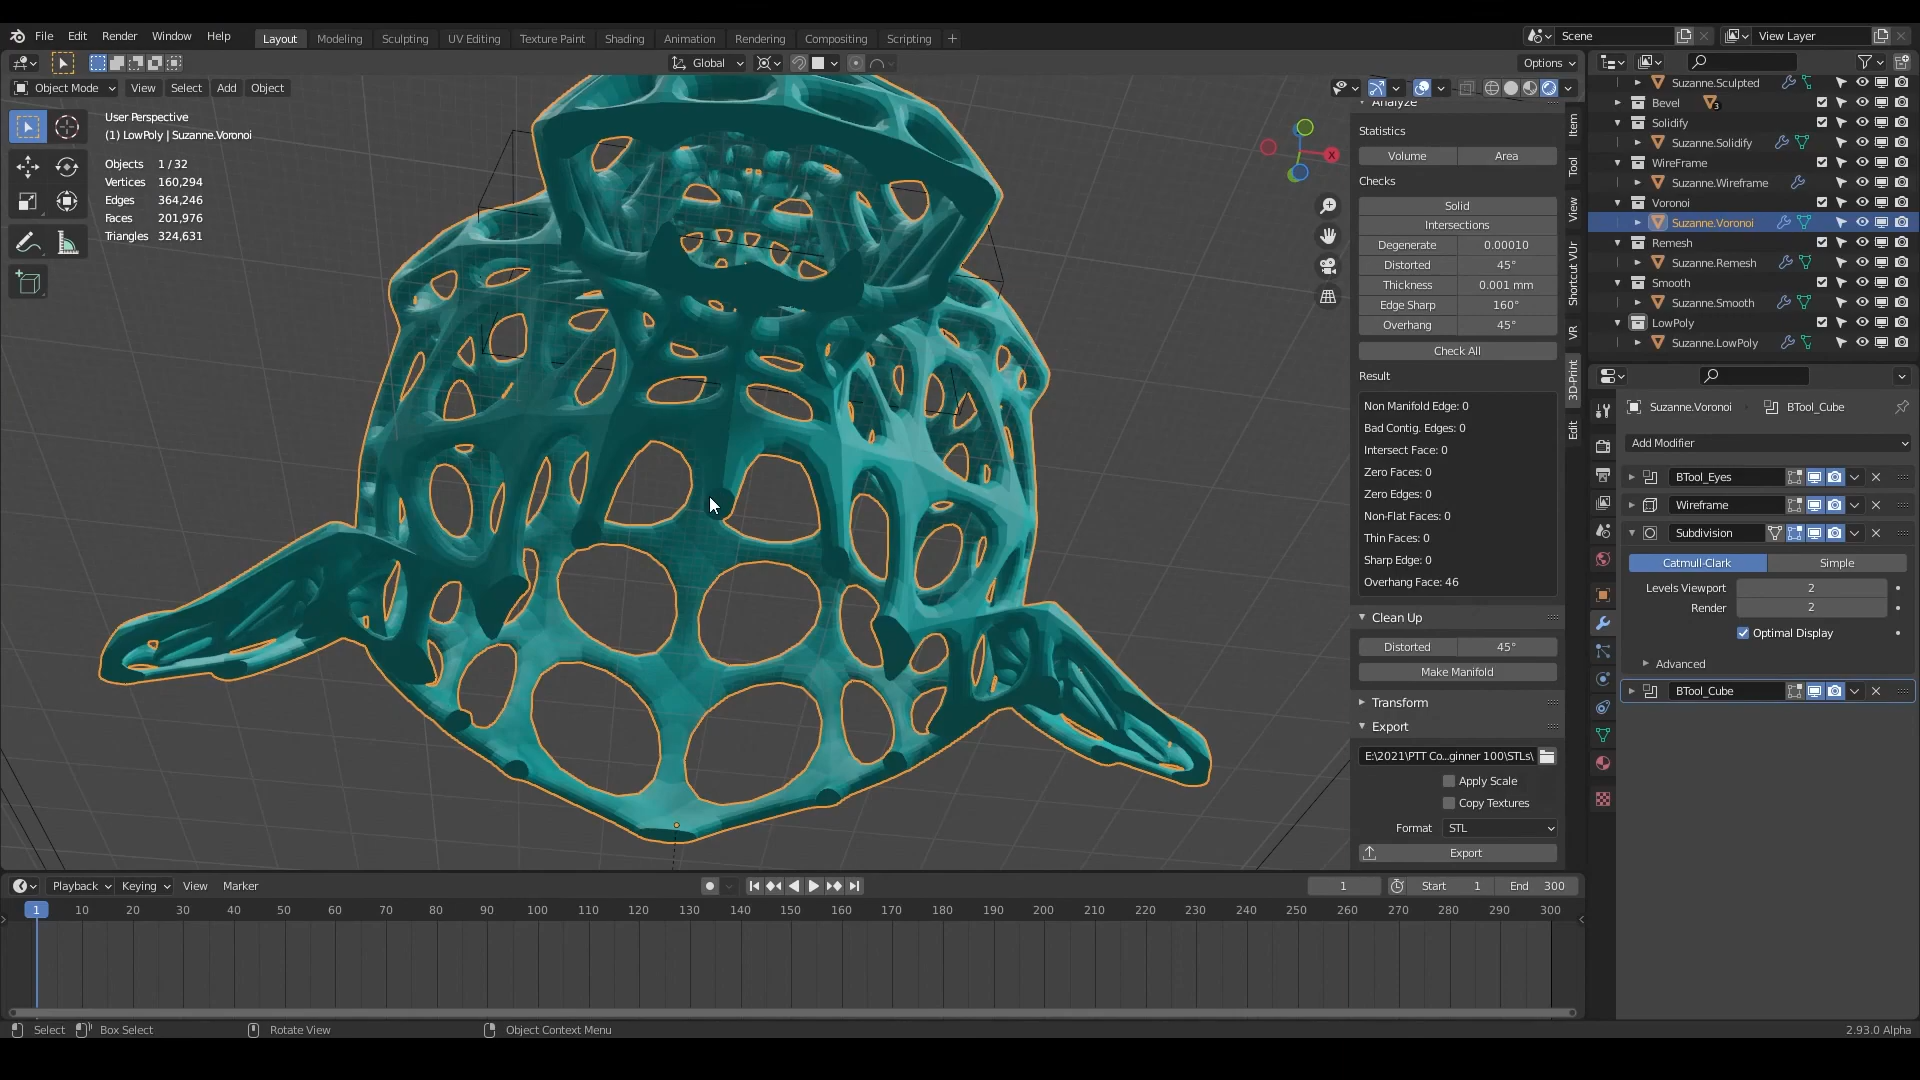 File Edit Render Window Help
Layout Modeling Sculpting UV Editing Texture Paint Shading Animation Rendering Compositing Scripting +
Scene
View Layer
Global
Options
Object Mode View Select Add Object
User Perspective
(1) LowPoly | Suzanne.Voronoi
Objects 1 / 32
Vertices 160,294
Edges 364,246
Faces 201,976
Triangles 324,631
X
Analyze
Statistics
Volume Area
Checks
Solid
Intersections
Degenerate 0.00010
Distorted 45°
Thickness 0.001 mm
Edge Sharp 160°
Overhang 45°
Check All
Result
Non Manifold Edge: 0
Bad Contig. Edges: 0
Intersect Face: 0
Zero Faces: 0
Zero Edges: 0
Non-Flat Faces: 0
Thin Faces: 0
Sharp Edge: 0
Overhang Face: 46
Clean Up
Distorted 45°
Make Manifold
Transform
Export
E:\2021\PTT Co...ginner 100\STLs\
Apply Scale
Copy Textures
Format STL
Export
Item
Tool
View
Shortcut VUr
VR
3D-Print
Edit
Suzanne.Sculpted
Bevel 3
Solidify
Suzanne.Solidify
WireFrame
Suzanne.Wireframe
Voronoi
Suzanne.Voronoi
Remesh
Suzanne.Remesh
Smooth
Suzanne.Smooth
LowPoly
Suzanne.LowPoly
Suzanne.Voronoi BTool_Cube
Add Modifier
BTool_Eyes
Wireframe
Subdivision
Catmull-Clark Simple
Levels Viewport 2
Render 2
Optimal Display
Advanced
BTool_Cube
Playback Keying View Marker
1 Start 1 End 300
1 10 20 30 40 50 60 70 80 90 100 110 120 130 140 150 160 170 180 190 200 210 220 230 240 250 260 270 280 290 300
Select Box Select Rotate View Object Context Menu 2.93.0 Alpha